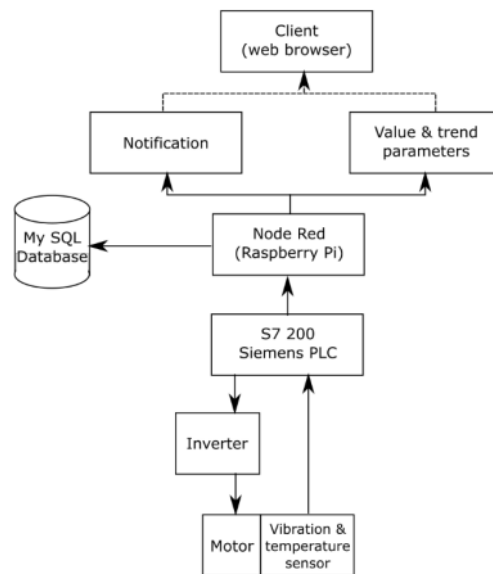 Client
(web browser)
Notification
Value & trend
parameters
My SQL
Database
Node Red
(Raspberry Pi)
S7 200
Siemens PLC
Inverter
Motor
Vibration &
temperature
sensor